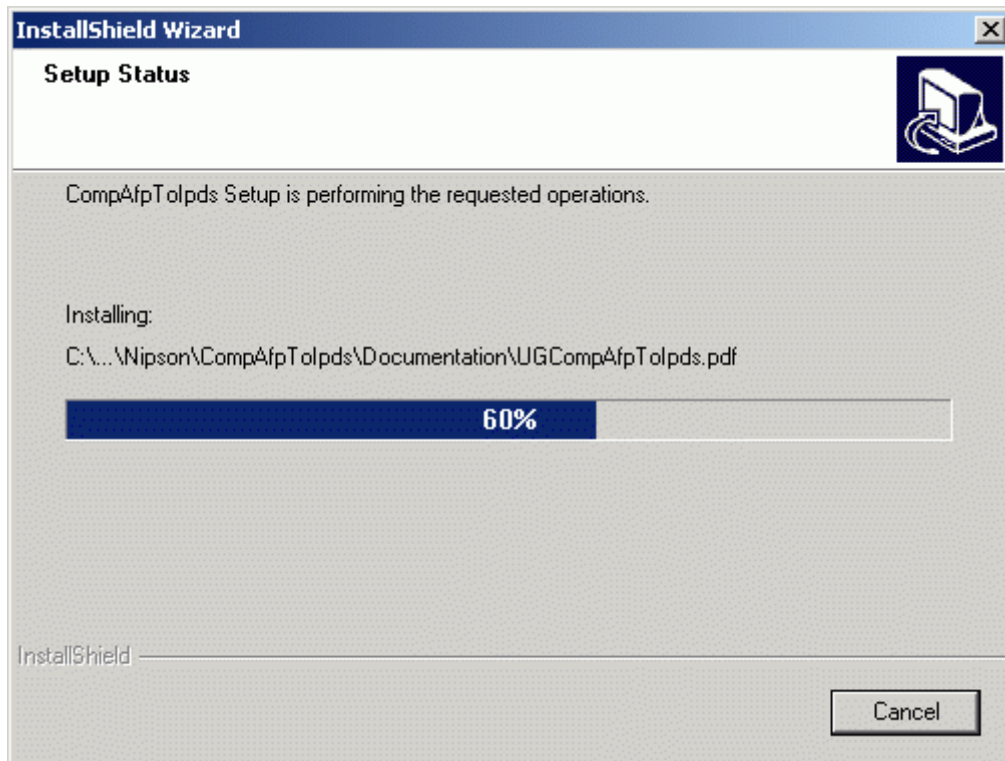 InstallShield Wizard
Setup Status
CompAfpToIpds Setup is performing the requested operations.
Installing:
C:\...\Nipson\CompAfpToIpds\Documentation\UGCompAfpToIpds.pdf
60%
InstallShield
Cancel